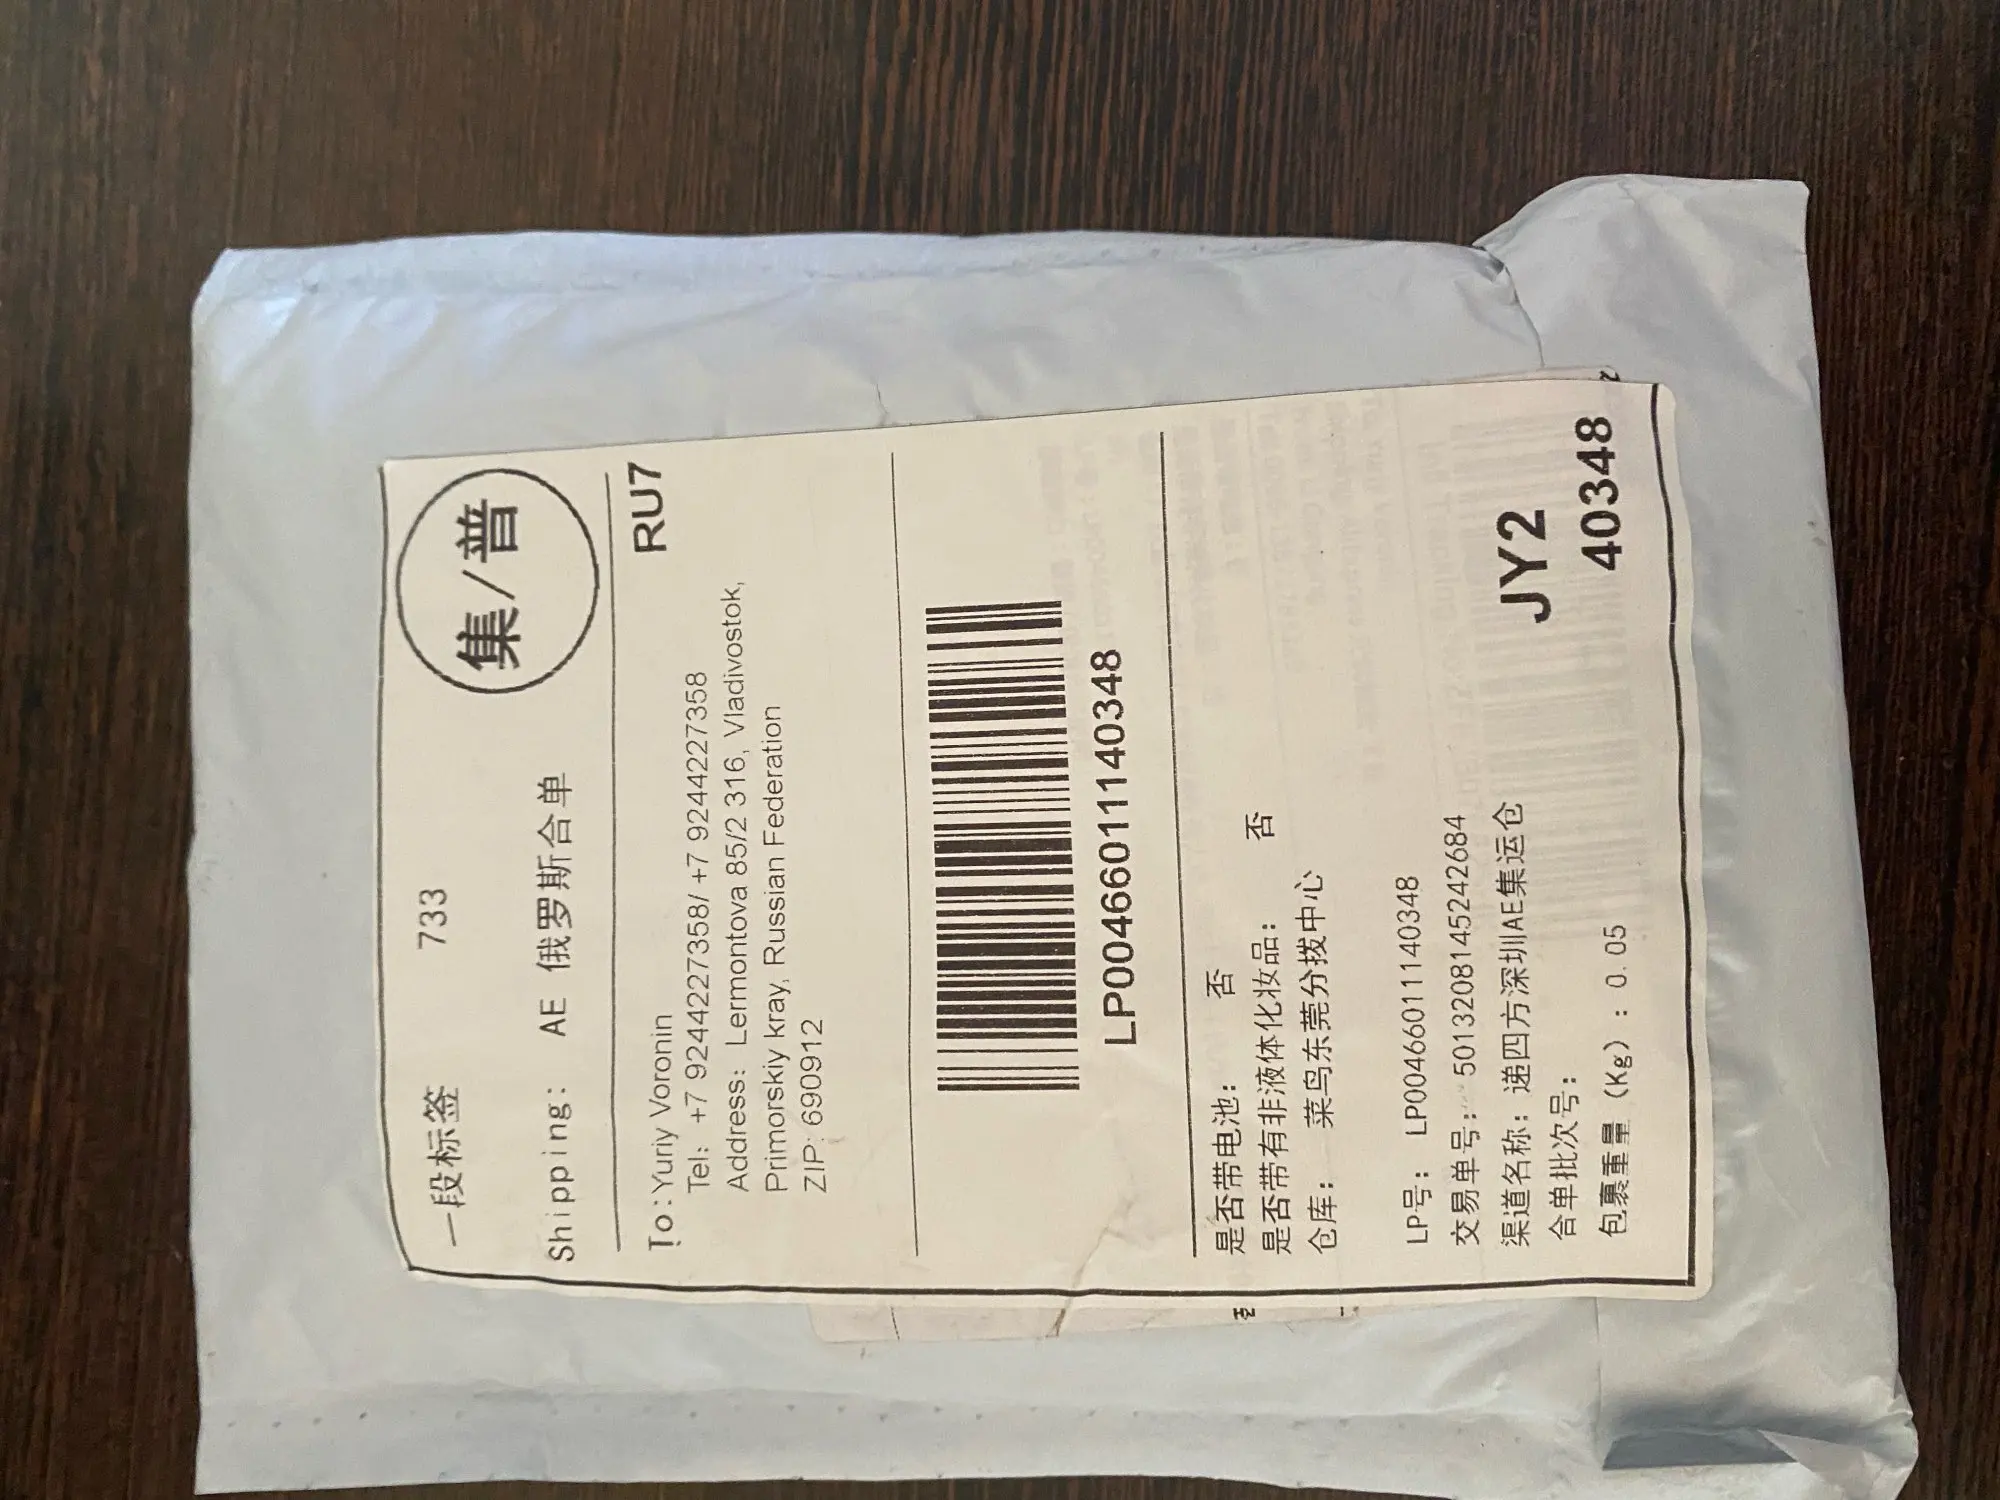 一段标签 733
集/普
Shipping: AE 俄罗斯合单
RU7
To:Yuriy Voronin
Tel: +7 9244227358/ +7 9244227358
Address: Lermontova 85/2 316, Vladivostok,
Primorskiy kray, Russian Federation
ZIP: 690912
LP00466011140348
是否带电池: 否
是否带有非液体化妆品: 否
仓库: 菜鸟东莞分拨中心
LP号: LP00466011140348
交易单号: 5013208145242684
渠道名称: 递四方深圳AE集运仓
JY2
合单批次号:
包裹重量 (Kg) : 0.05
40348